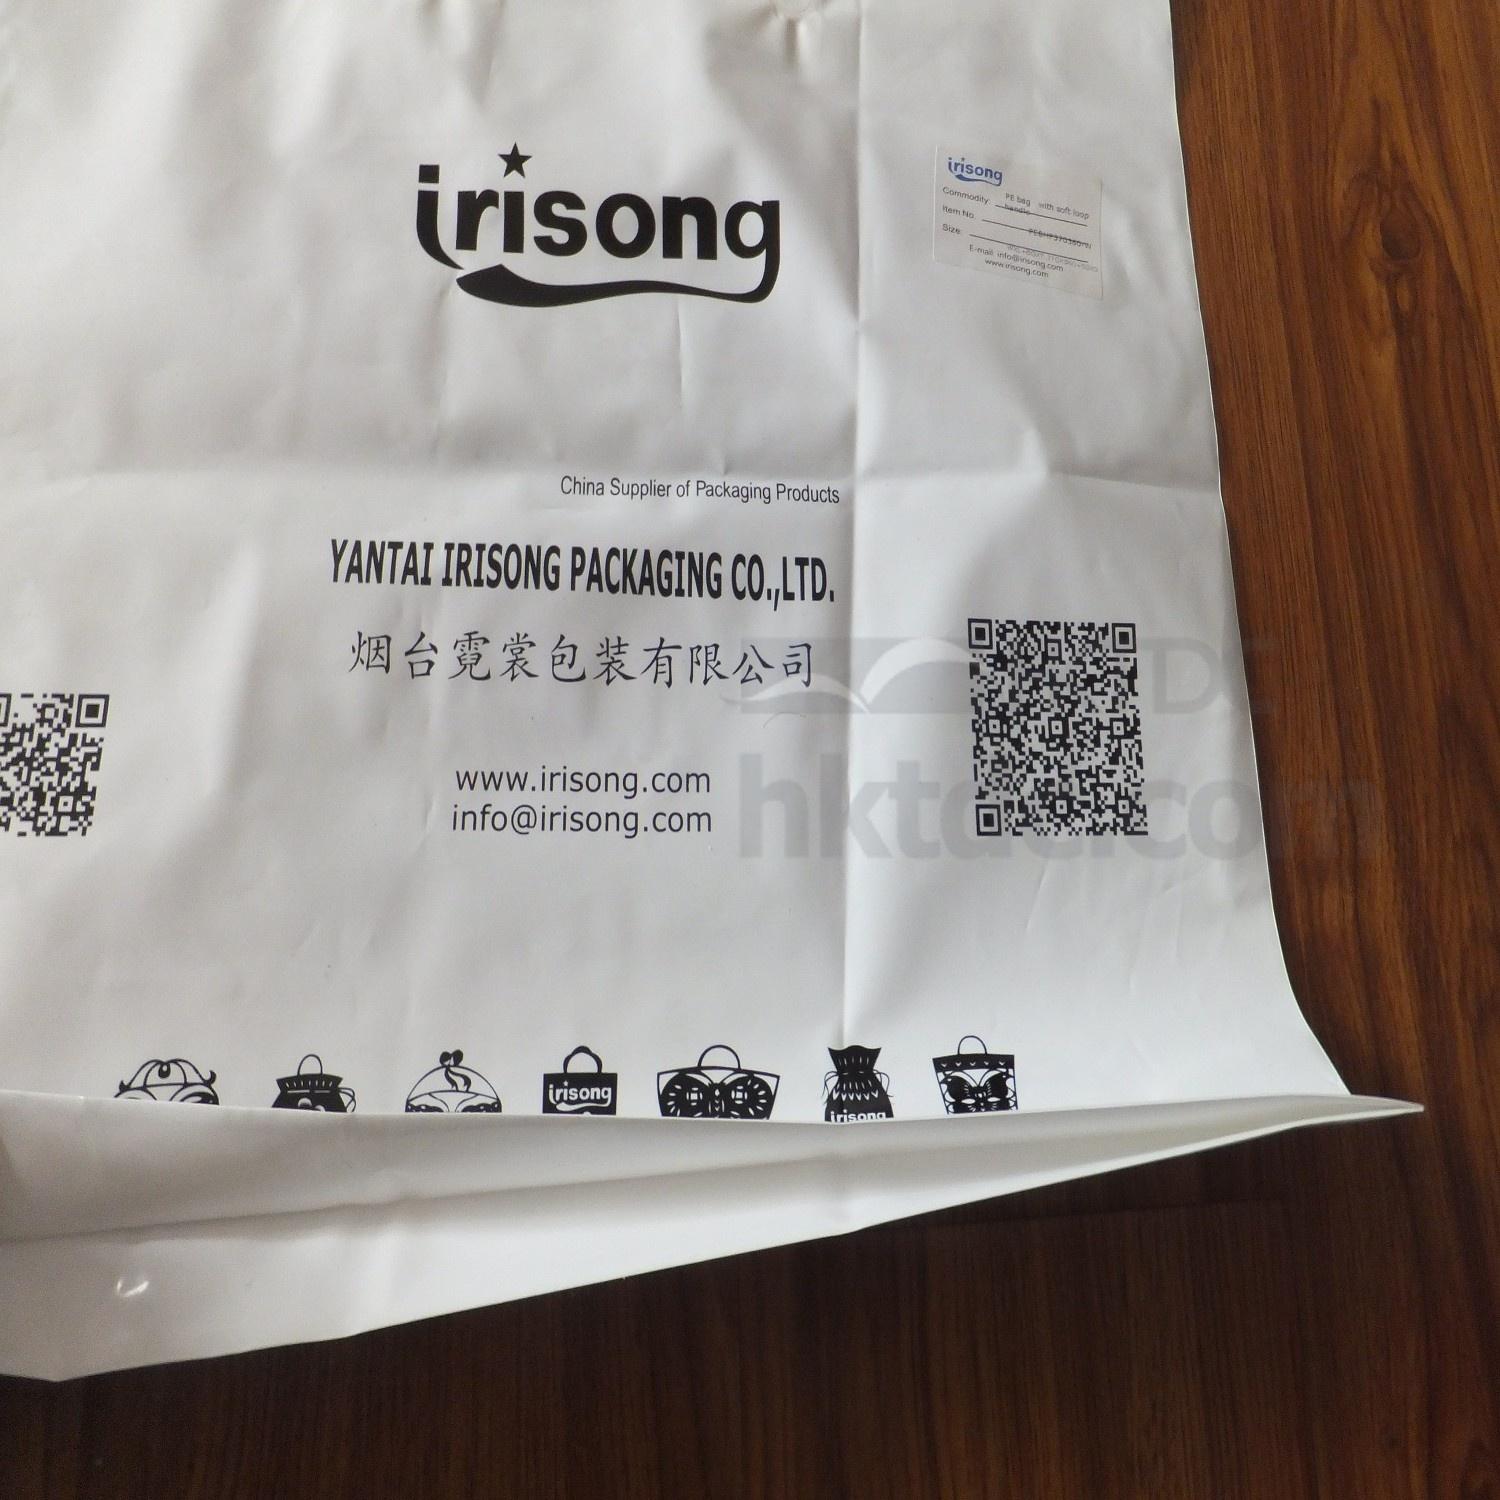 irisong
irisong
Commodity: PE bag with soft loop
handle
Item No.
Size:
E-mail: info@irisong.com
www.irisong.com
China Supplier of Packaging Products
YANTAI IRISONG PACKAGING CO.,LTD.
烟台霓裳包装有限公司
www.irisong.com
info@irisong.com
hktdc.com
irisong
irisong